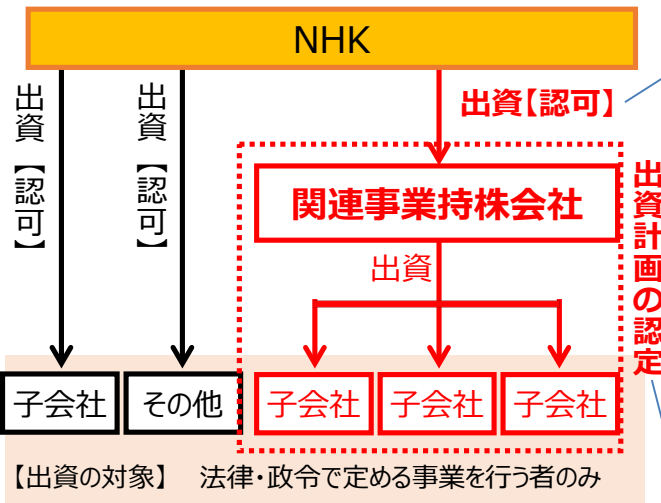 NHK
出資【認可】
出資【認可】
出資【認可】
関連事業持株会社
出資計画の認定
出資
子会社
その他
子会社
子会社
子会社
【出資の対象】 法律・政令で定める事業を行う者のみ